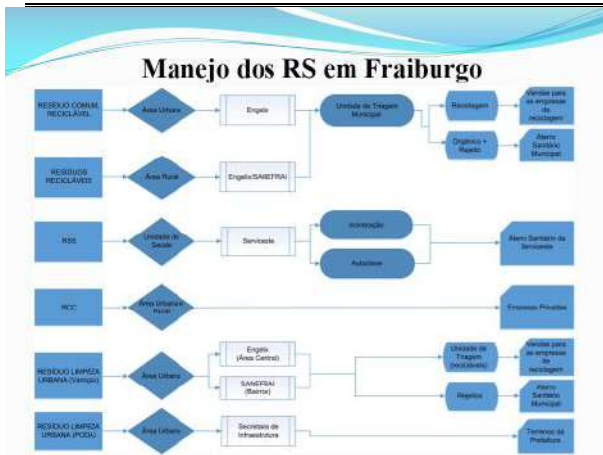 Manejo dos RS em Fraiburgo
RESÍDUO COMUM,
RECICLÁVEL
Área Urbana
Engelix
Unidade de Triagem
Municipal
Reciclagem
Vendas para
as empresas
de
reciclagem
Orgânico +
Rejeito
Aterro
Sanitário
Municipal
RESÍDUOS
RECICLÁVEIS
Área Rural
Engelix/SANEFRAI
RSS
Unidade de
Saúde
Servioeste
Incineração
Autoclave
Aterro Sanitário da
Servioeste
RCC
Área Urbana e
Rural
Empresas Privadas
RESÍDUO LIMPEZA
URBANA (Varrição)
Área Urbana
Engelix
(Área Central)
SANEFRAI
(Bairros)
Unidade de
Triagem
(recicláveis)
Vendas para
as empresas
de
reciclagem
Rejeitos
Aterro
Sanitário
Municipal
RESÍDUO LIMPEZA
URBANA (PODA)
Área Urbana
Secretaria de
Infraestrutura
Terrenos da
Prefeitura